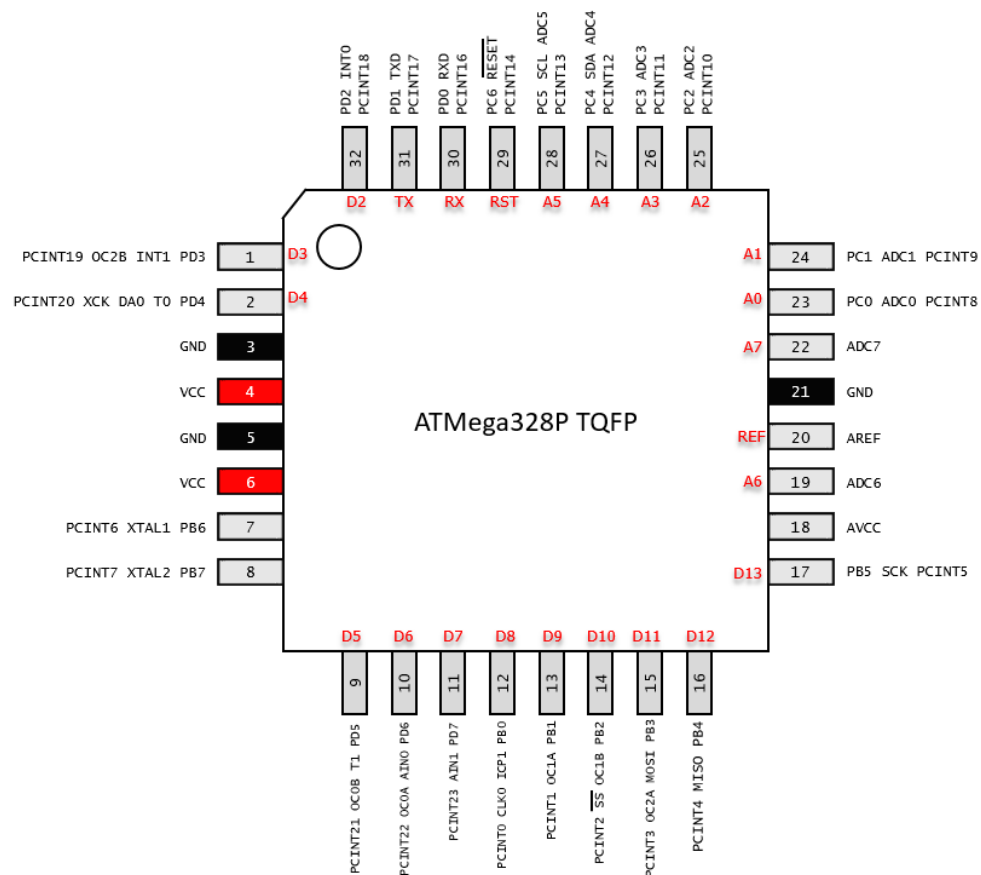 PD2 INT0
PCINT18
PD1 TXD
PCINT17
PD0 RXD
PCINT16
PC6 RESET
PCINT14
PC5 SCL ADC5
PCINT13
PC4 SDA ADC4
PCINT12
PC3 ADC3
PCINT11
PC2 ADC2
PCINT10
32 31 30 29 28 27 26 25
D2 TX RX RST A5 A4 A3 A2
PCINT19 OC2B INT1 PD3 1 D3
A1 24 PC1 ADC1 PCINT9
PCINT20 XCK DA0 T0 PD4 2 D4
A0 23 PC0 ADC0 PCINT8
GND 3
A7 22 ADC7
VCC 4
21 GND
ATMega328P TQFP
GND 5
REF 20 AREF
VCC 6
A6 19 ADC6
PCINT6 XTAL1 PB6 7
18 AVCC
PCINT7 XTAL2 PB7 8
D13 17 PB5 SCK PCINT5
D5 D6 D7 D8 D9 D10 D11 D12
9 10 11 12 13 14 15 16
PCINT21 OC0B T1 PD5
PCINT22 OC0A AIN0 PD6
PCINT23 AIN1 PD7
PCINT0 CLK0 ICP1 PB0
PCINT1 OC1A PB1
PCINT2 SS OC1B PB2
PCINT3 OC2A MOSI PB3
PCINT4 MISO PB4